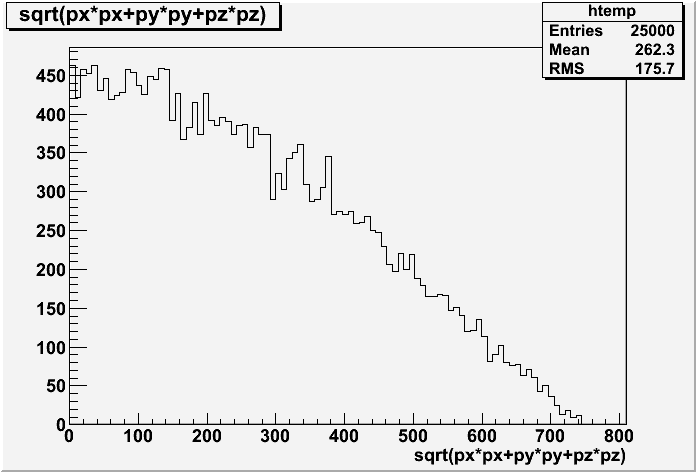 sqrt(px*px+py*py+pz*pz)
htemp
Entries 25000
Mean 262.3
RMS 175.7
450
400
350
300
250
200
150
100
50
0
0 100 200 300 400 500 600 700 800
sqrt(px*px+py*py+pz*pz)